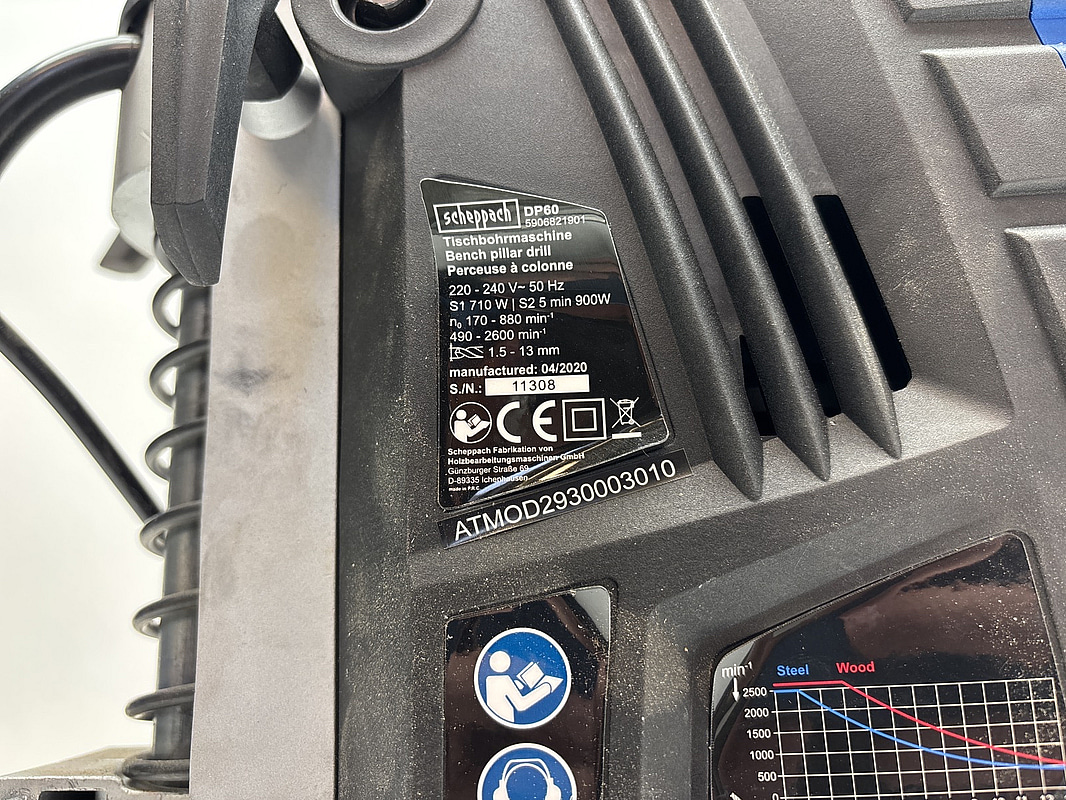 scheppach DP60
5906821901
Tischbohrmaschine
Bench pillar drill
Perceuse à colonne
220 - 240 V~ 50 Hz
S1 710 W | S2 5 min 900W
n₀ 170 - 880 min⁻¹
490 - 2600 min⁻¹
1.5 - 13 mm
manufactured: 04/2020
S./N.: 11308
CE
Scheppach Fabrikation von
Holzbearbeitungsmaschinen GmbH
Günzburger Straße 69
D-89335 Ichenhausen
made in P.R.C.
ATMOD2930003010
min⁻¹ Steel Wood
2500
2000
1500
1000
500
0